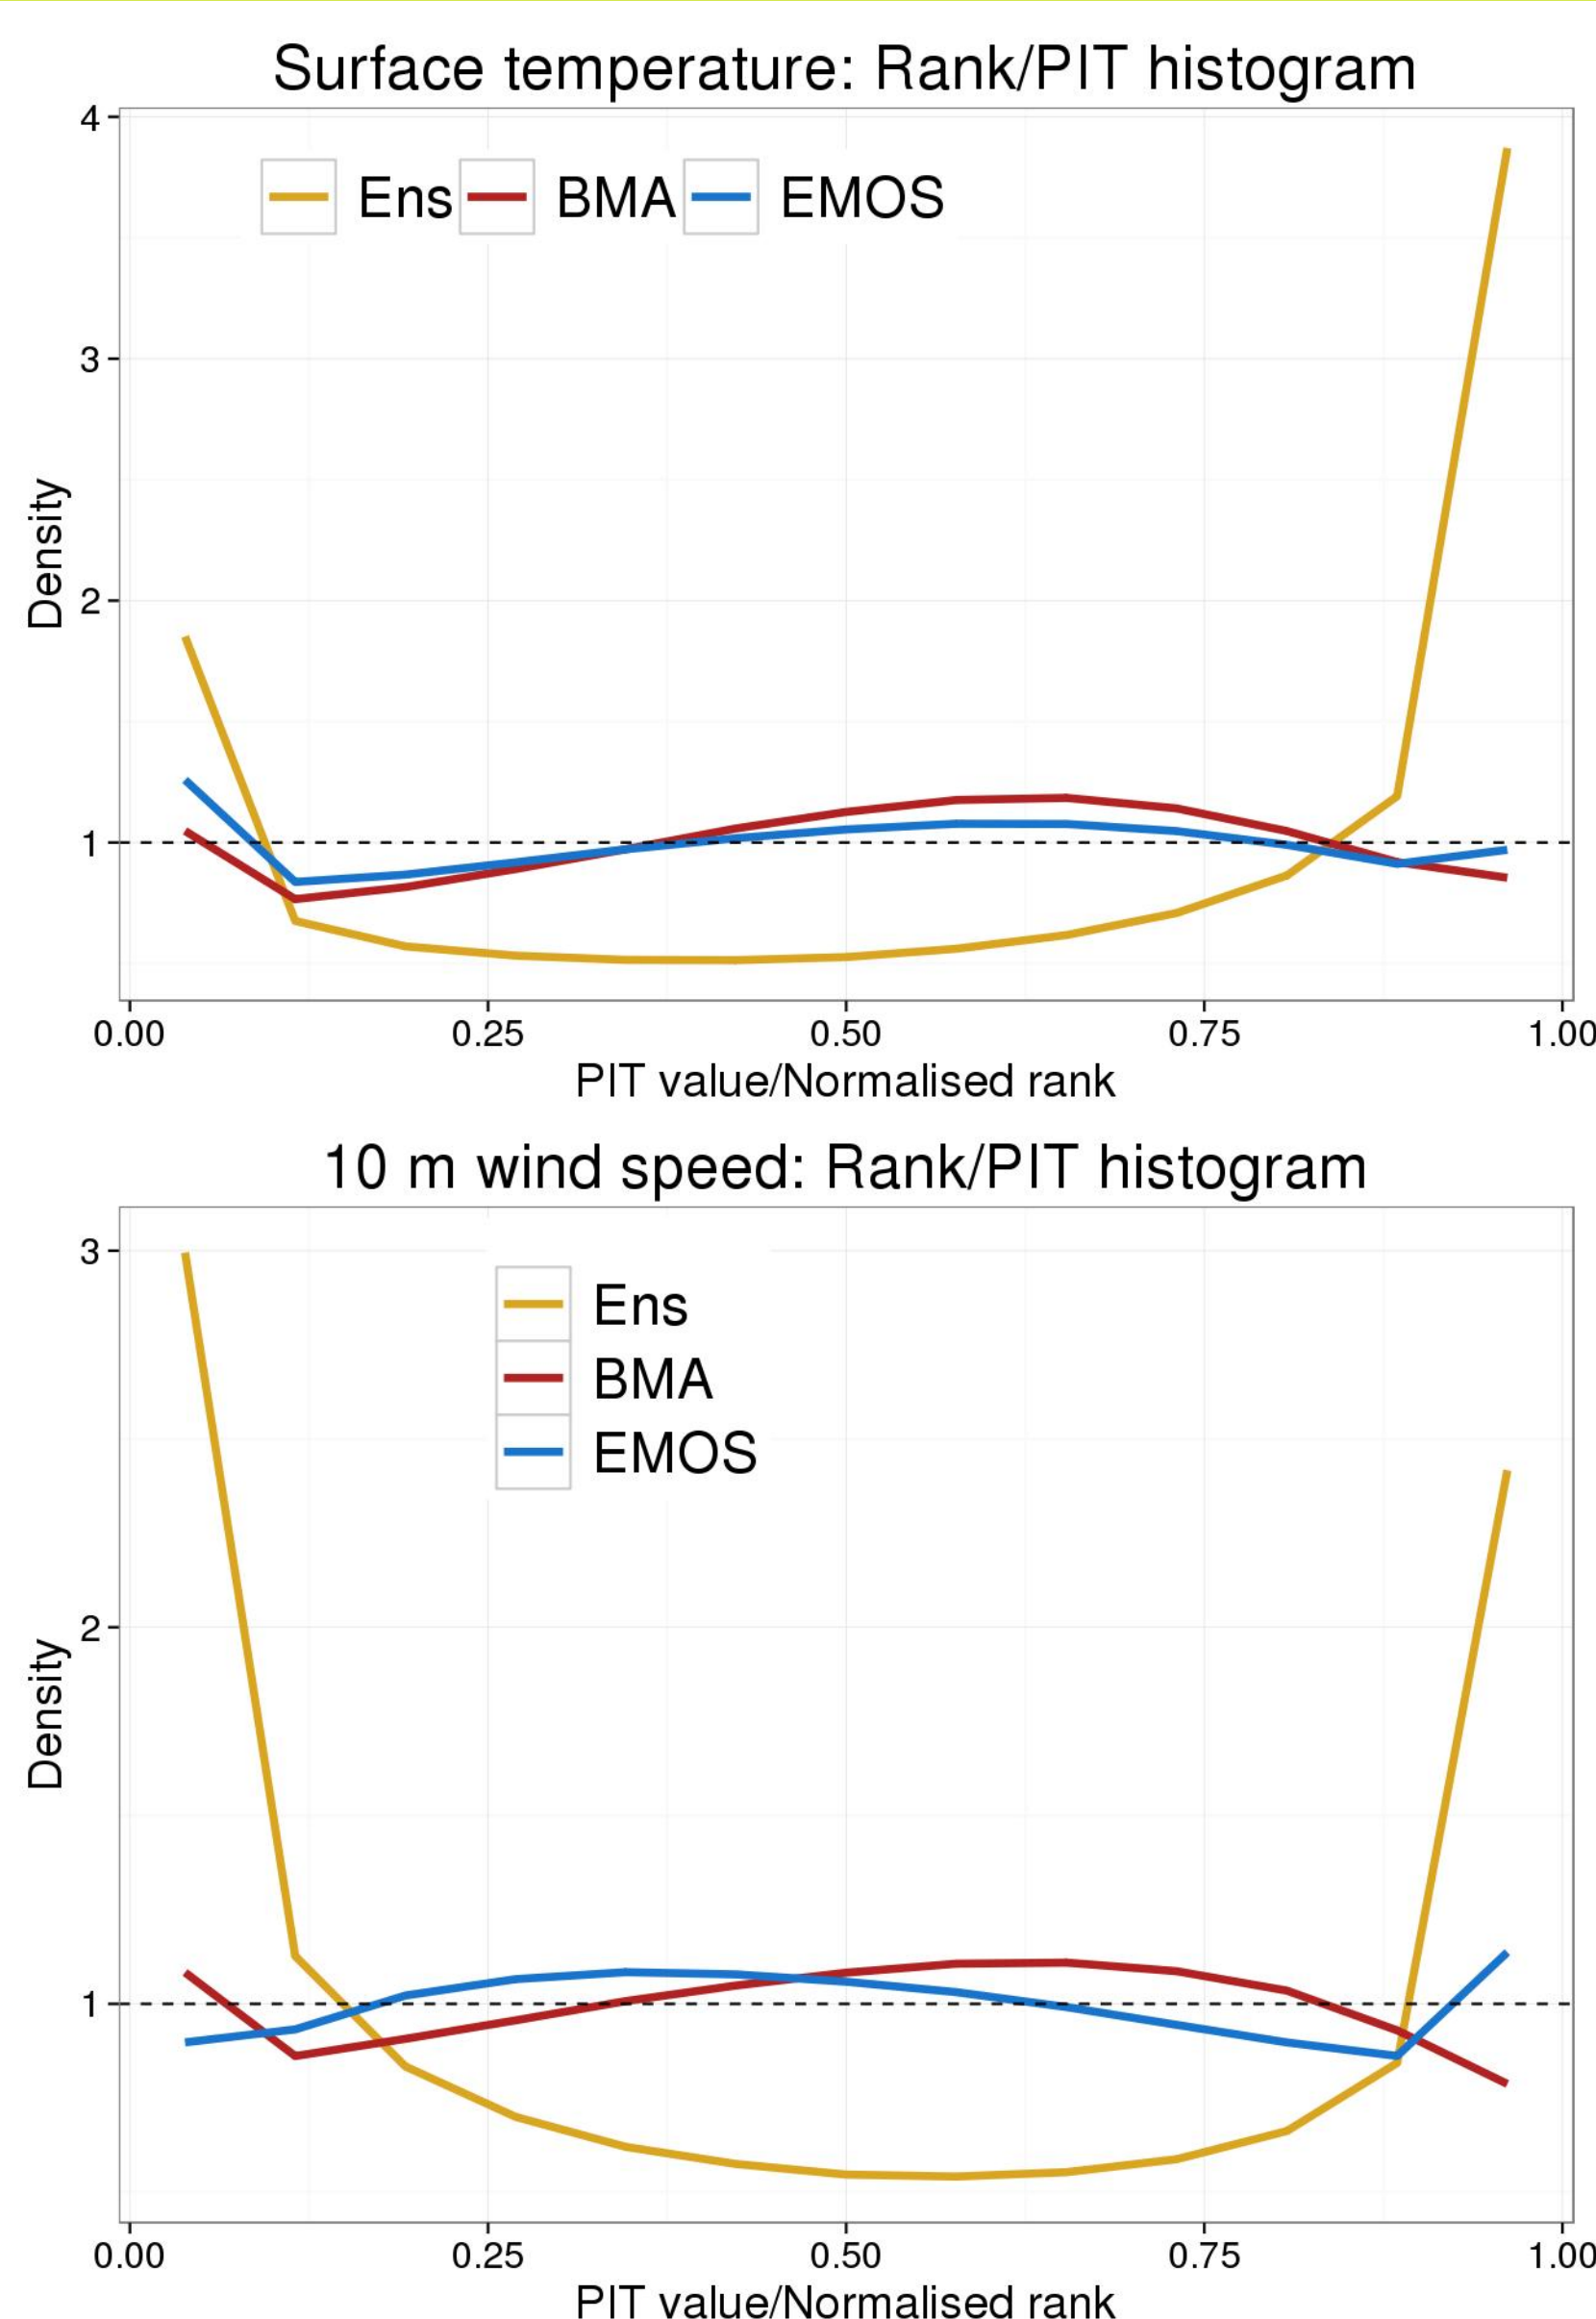 Surface temperature: Rank/PIT histogram
4
Ens BMA EMOS
3
Density
2
1
0.00 0.25 0.50 0.75 1.00
PIT value/Normalised rank
10 m wind speed: Rank/PIT histogram
3
Ens
BMA
EMOS
2
Density
1
0.00 0.25 0.50 0.75 1.00
PIT value/Normalised rank